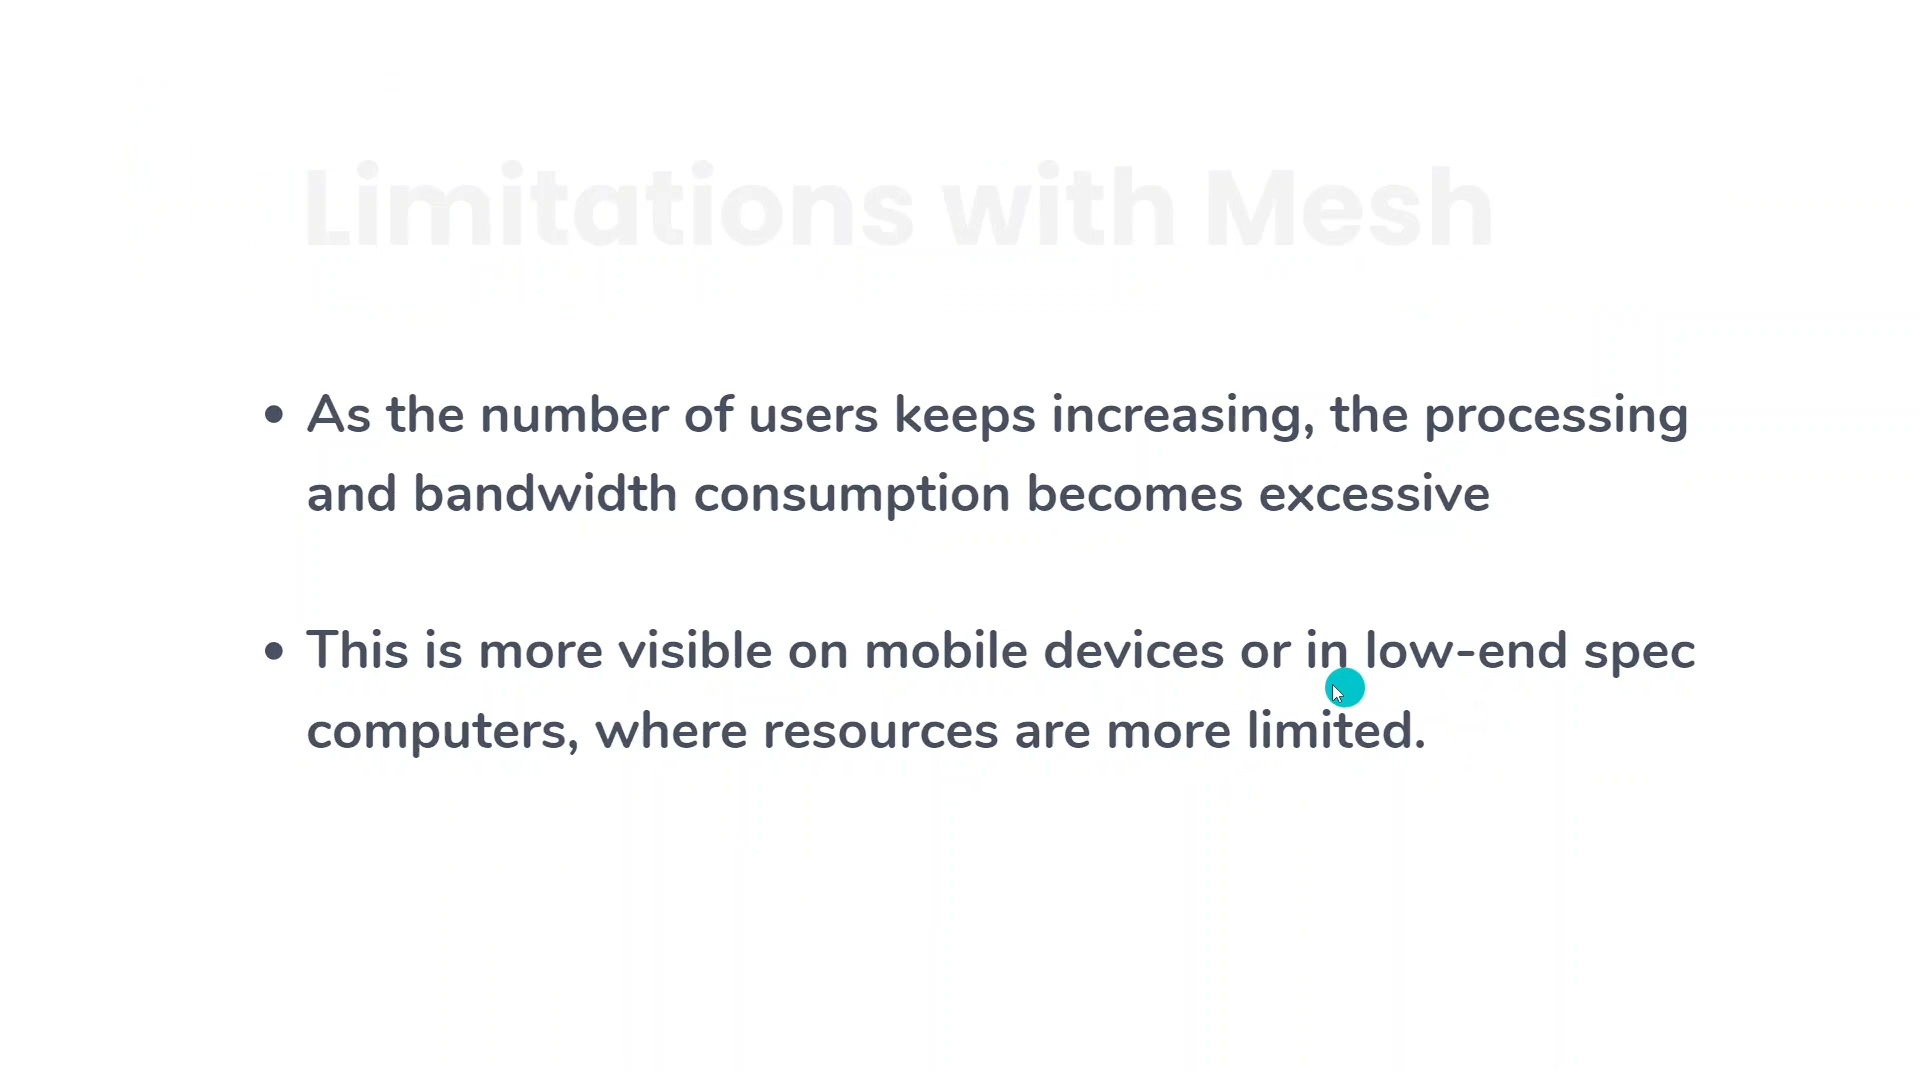 Limitations with Mesh
• As the number of users keeps increasing, the processing
and bandwidth consumption becomes excessive
• This is more visible on mobile devices or in low-end spec
computers, where resources are more limited.